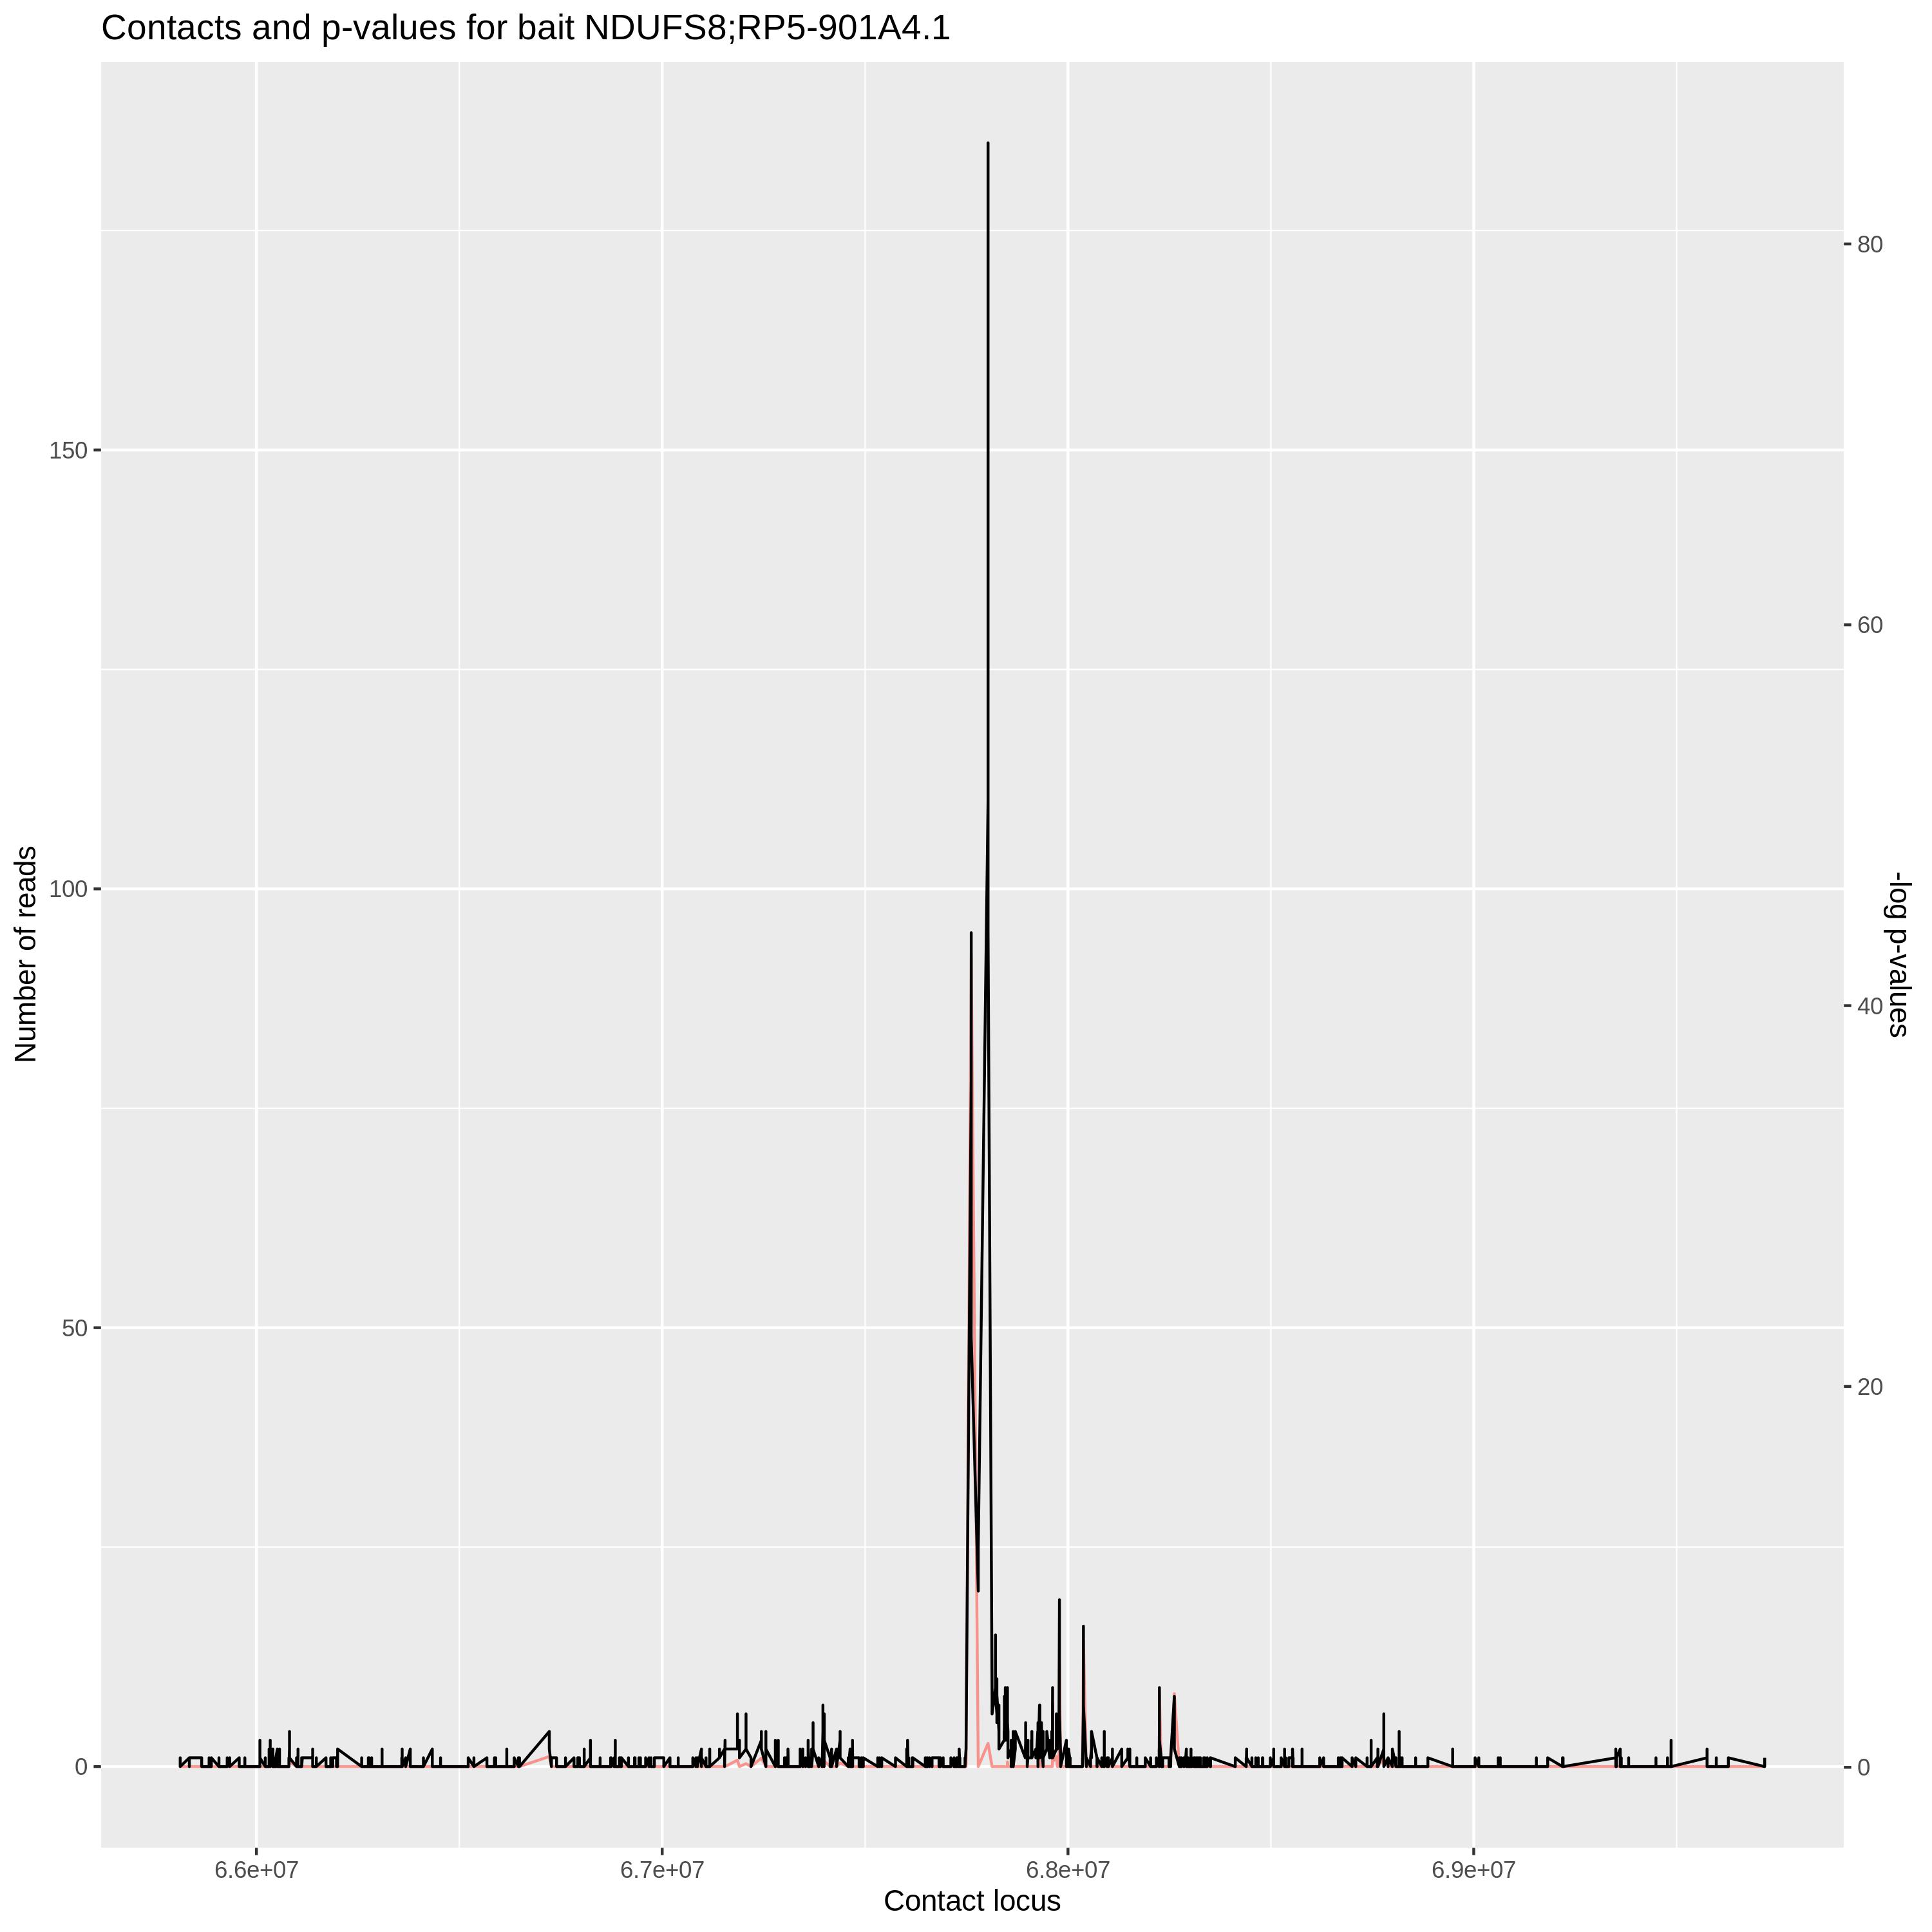 Contacts and p-values for bait NDUFS8;RP5-901A4.1
Number of reads
150
100
50
0
80
60
40
20
0
-log p-values
6.6e+07 6.7e+07 6.8e+07 6.9e+07
Contact locus